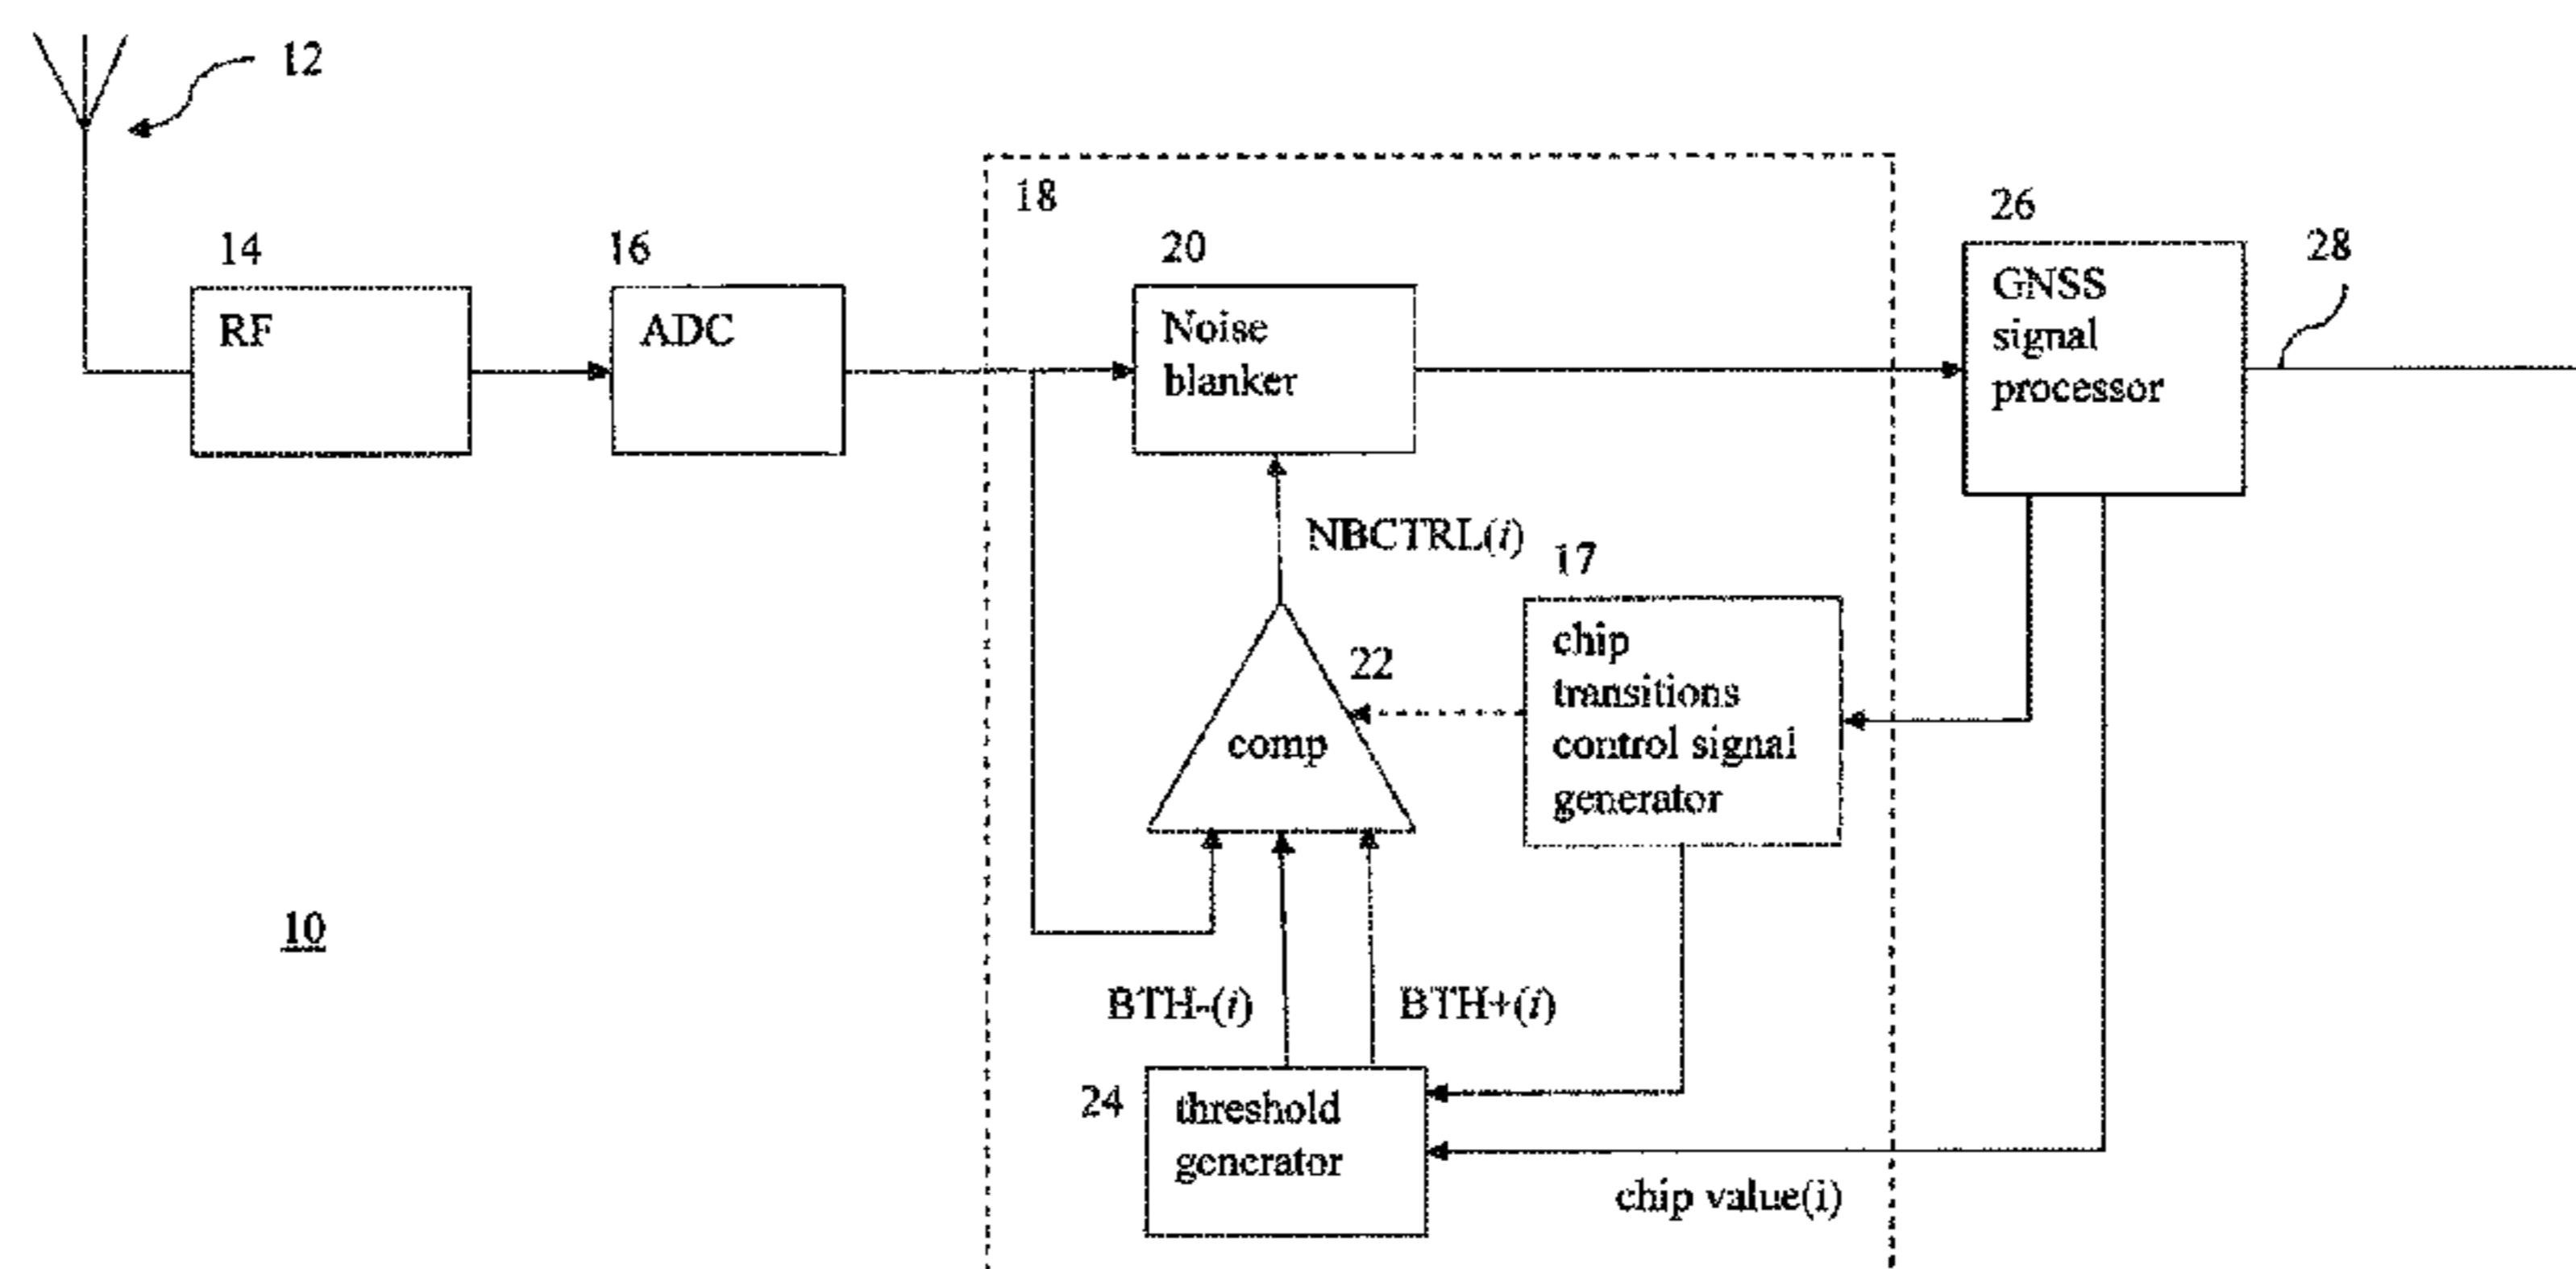 12
18
26
14
16
20
28
RF
ADC
Noise
blanker
GNSS
signal
processor
NBCTRL(i)
17
22
chip
transitions
control signal
generator
comp
10
BTH-(i)
BTH+(i)
24
threshold
generator
chip value(i)